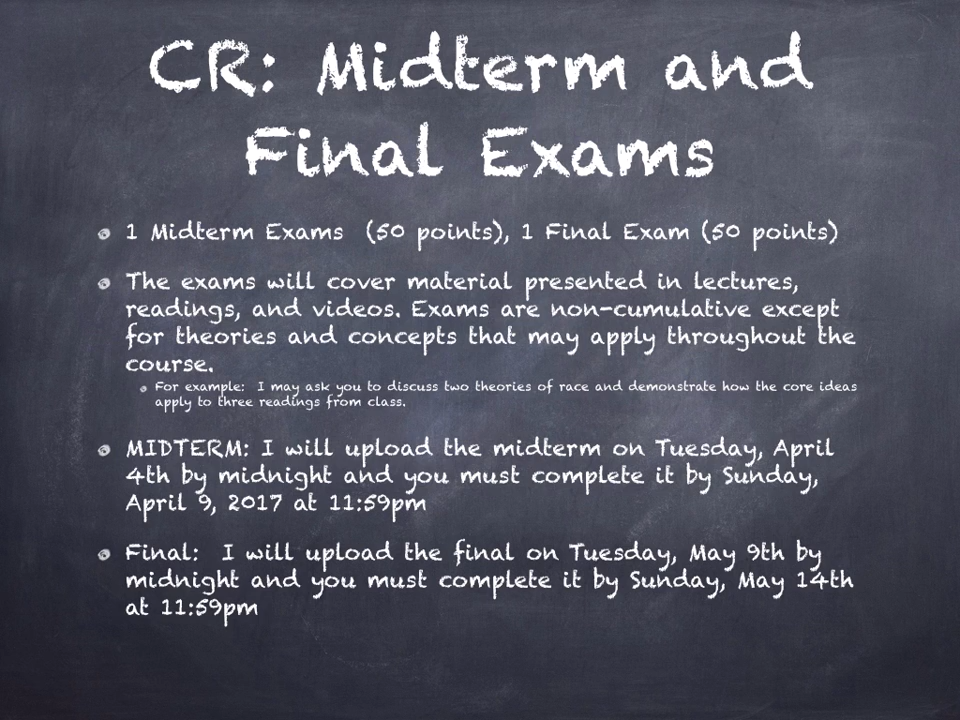 CR: Midterm and
Final Exams
1 Midterm Exams (50 points), 1 Final Exam (50 points)
The exams will cover material presented in lectures,
readings, and videos. Exams are non-cumulative except
for theories and concepts that may apply throughout the
course.
For example: I may ask you to discuss two theories of race and demonstrate how the core ideas
apply to three readings from class.
MIDTERM: I will upload the midterm on Tuesday, April
4th by midnight and you must complete it by Sunday,
April 9, 2017 at 11:59pm
Final: I will upload the final on Tuesday, May 9th by
midnight and you must complete it by Sunday, May 14th
at 11:59pm